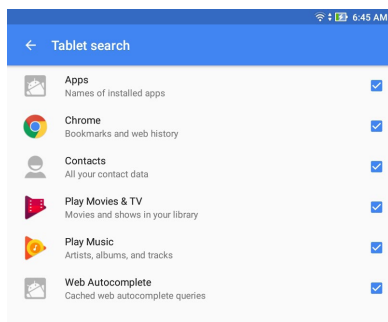 6:45 AM
Tablet search
Apps
Names of installed apps
Chrome
Bookmarks and web history
Contacts
All your contact data
Play Movies & TV
Movies and shows in your library
Play Music
Artists, albums, and tracks
Web Autocomplete
Cached web autocomplete queries